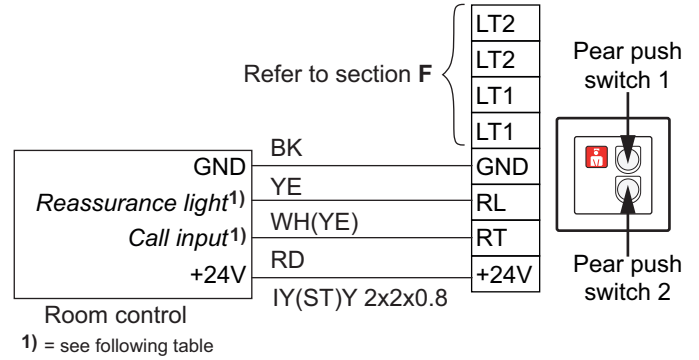 LT2
LT2
LT1
LT1
Refer to section F
Pear push
switch 1
GND
BK
GND
Reassurance light1)
YE
RL
Call input1)
WH(YE)
RT
+24V
RD
+24V
IY(ST)Y 2x2x0.8
Room control
Pear push
switch 2
1) = see following table